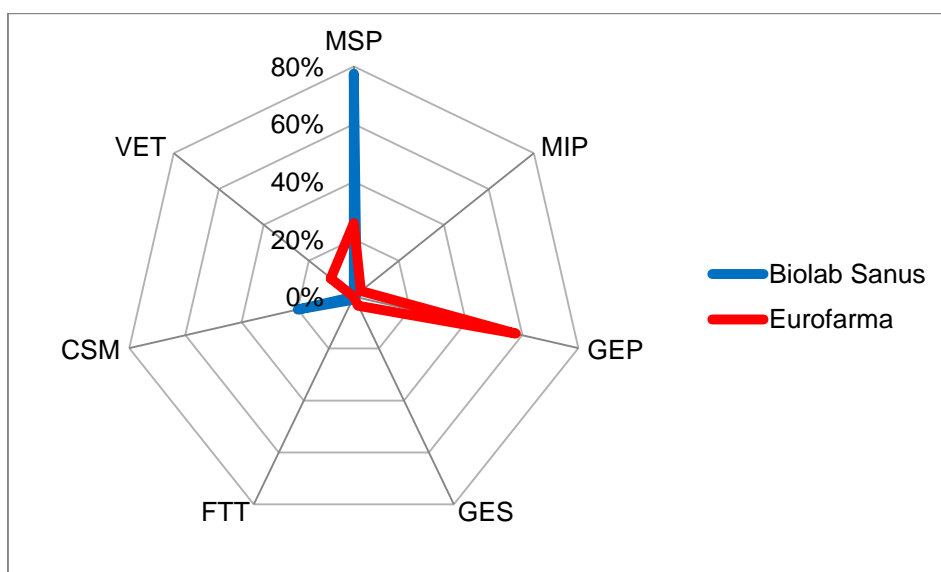 MSP
80%
60%
40%
20%
0%
VET
MIP
CSM
GEP
FTT
GES
Biolab Sanus
Eurofarma